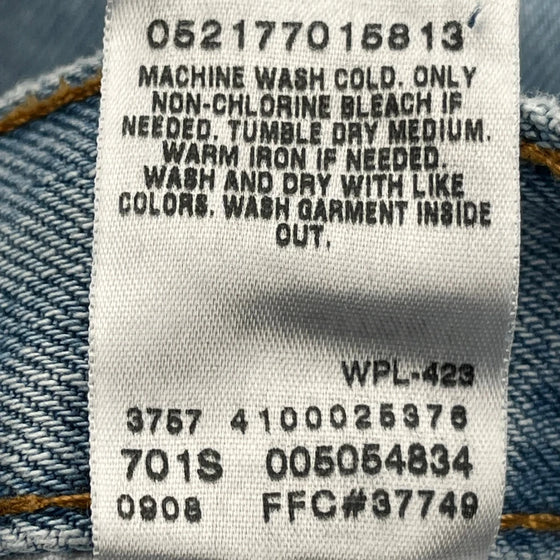 052177015813
MACHINE WASH COLD. ONLY
NON-CHLORINE BLEACH IF
NEEDED. TUMBLE DRY MEDIUM.
WARM IRON IF NEEDED.
WASH AND DRY WITH LIKE
COLORS. WASH GARMENT INSIDE
OUT.
WPL-423
3757 4100025376
701S 005054834
0908 FFC#37749